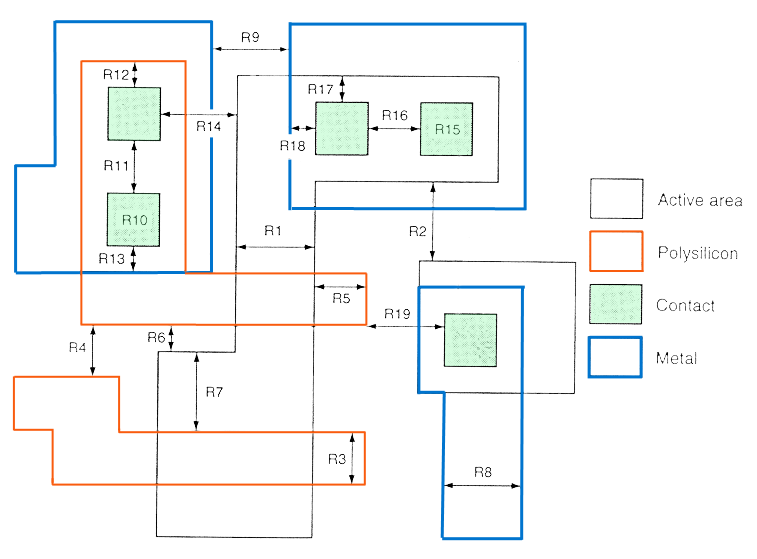 R9
R12
R17
R14
R16
R15
R18
R11
R10
R1
R2
R13
R5
R19
R6
R4
R7
R3
R8
Active area
Polysilicon
Contact
Metal